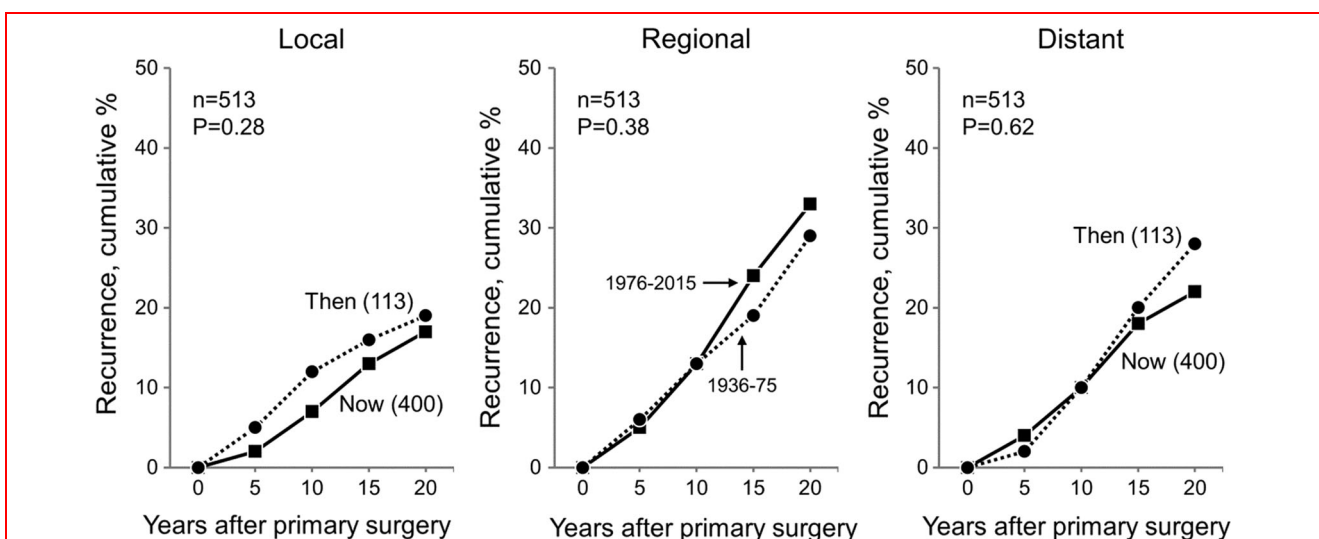 Local
Recurrence, cumulative %
50
40
30
20
10
0
n=513
P=0.28
Then (113)
Now (400)
0 5 10 15 20
Years after primary surgery
Regional
Recurrence, cumulative %
50
40
30
20
10
0
n=513
P=0.38
1976-2015
1936-75
0 5 10 15 20
Years after primary surgery
Distant
Recurrence, cumulative %
50
40
30
20
10
0
n=513
P=0.62
Then (113)
Now (400)
0 5 10 15 20
Years after primary surgery